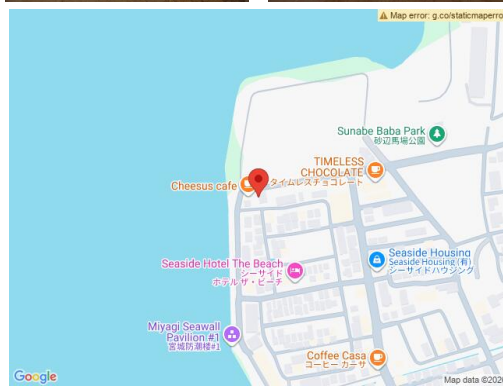 Map error: g.co/staticmaperro
Sunabe Baba Park
砂辺馬場公園
TIMELESS
CHOCOLATE
タイムレスチョコレート
Cheesus cafe
Seaside Housing
Seaside Housing (有)
シーサイドハウジング
Seaside Hotel The Beach
シーサイド
ホテル ザ・ビーチ
Miyagi Seawall
Pavilion #1
宮城防潮楼#1
Coffee Casa
コーヒー カーサ
Google
Map data ©202